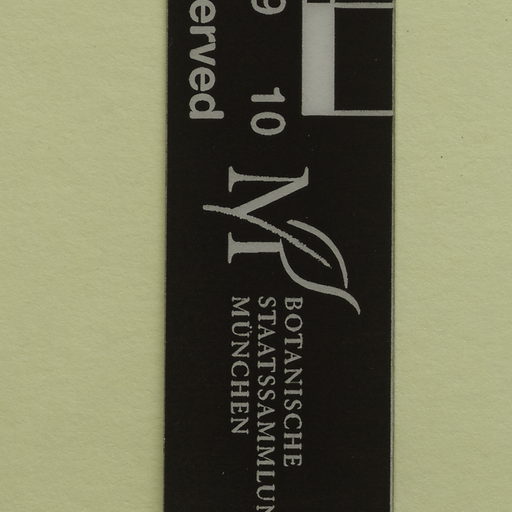 erved
9 10
BOTANISCHE
STAATSSAMMLUN
MÜNCHEN